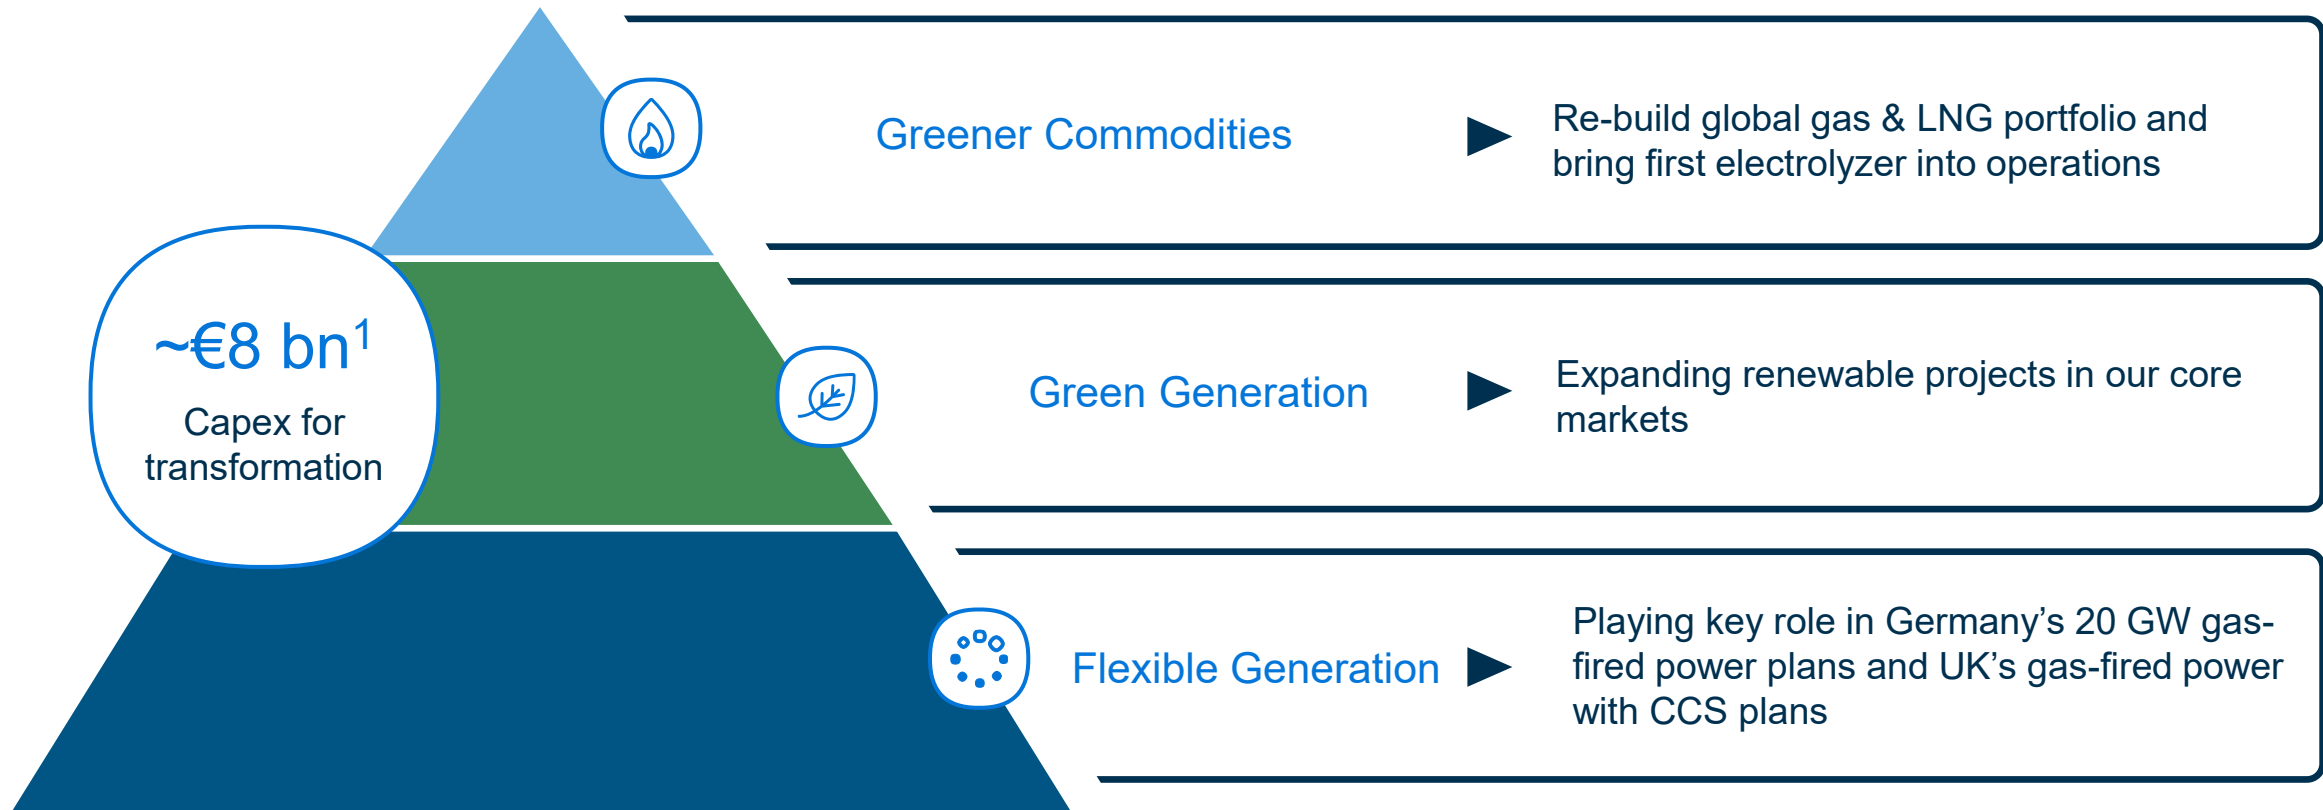 Greener Commodities
Re-build global gas & LNG portfolio and
bring first electrolyzer into operations
~€8 bn¹
Capex for
transformation
Green Generation
Expanding renewable projects in our core
markets
Flexible Generation
Playing key role in Germany’s 20 GW gas-
fired power plans and UK’s gas-fired power
with CCS plans